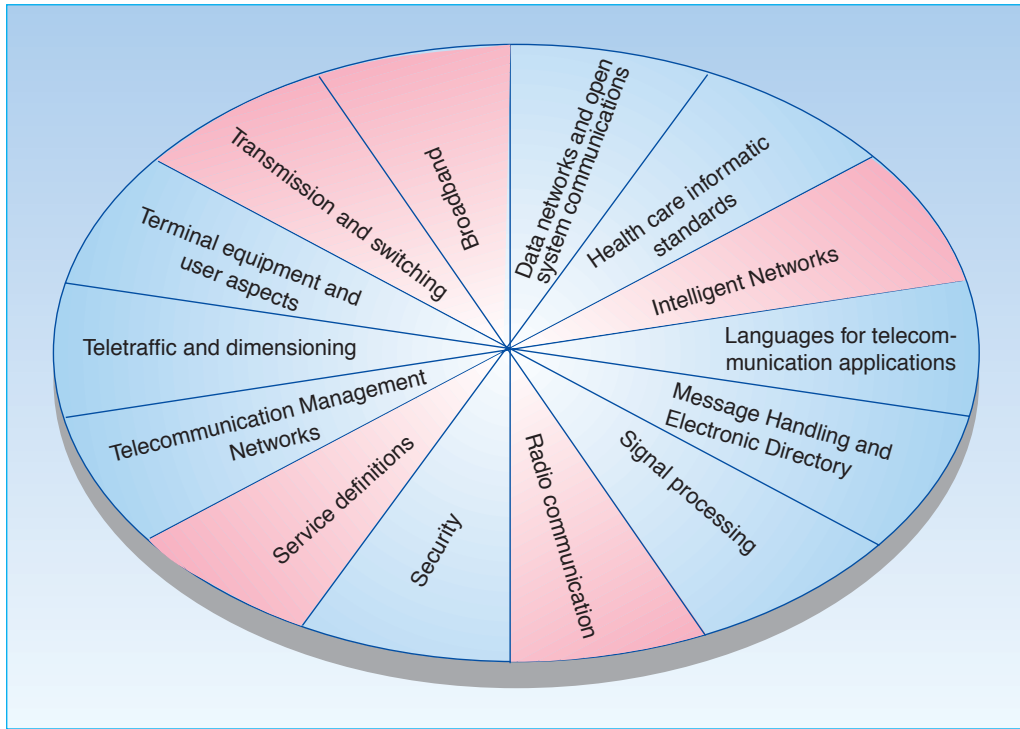 Data networks and open
system communications
Health care informatic
standards
Intelligent Networks
Languages for telecom-
munication applications
Message Handling and
Electronic Directory
Signal processing
Radio communication
Security
Service definitions
Telecommunication Management
Networks
Teletraffic and dimensioning
Terminal equipment and
user aspects
Transmission and switching
Broadband